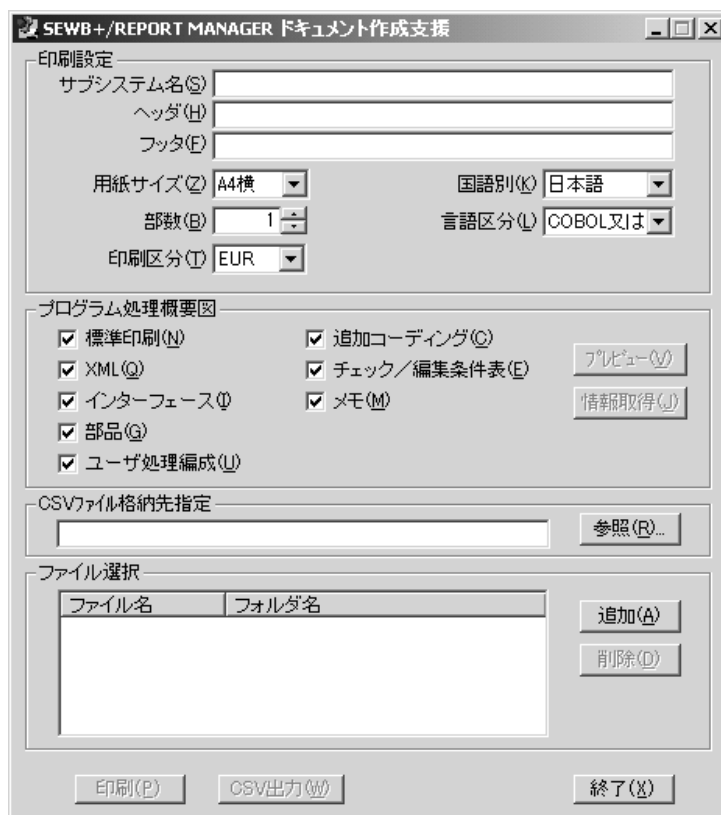 SEWB+/REPORT MANAGER ドキュメント作成支援
印刷設定
サブシステム名(S)
ヘッダ(H)
フッタ(F)
用紙サイズ(Z) A4横 国語別(K) 日本語
部数(B) 1 言語区分(L) COBOL又は
印刷区分(T) EUR
プログラム処理概要図
標準印刷(N) 追加コーディング(C)
XML(Q) チェック/編集条件表(E) プレビュー(V)
インターフェース(I) メモ(M) 情報取得(J)
部品(G)
ユーザ処理編成(U)
CSVファイル格納先指定
参照(R)...
ファイル選択
ファイル名 フォルダ名
追加(A)
削除(D)
印刷(P) CSV出力(W) 終了(X)